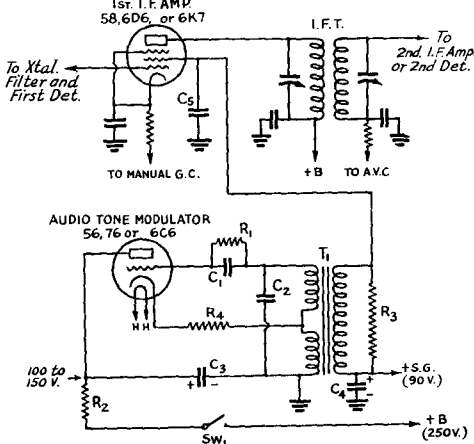 1ST. I.F. AMP.
58,6D6, or 6K7
I.F.T.
To
2nd. I.F. Amp
or 2nd Det.
To Xtal.
Filter and
First Det.
C5
TO MANUAL G.C.
+B
TO A.V.C
AUDIO TONE MODULATOR
56,76 or 6C6
R1
C1
C2
T1
R3
H H
R4
100 to
150 V.
C3
+ -
+
+S.G.
(90V.)
C4
-
R2
SW1
+B
(250V.)